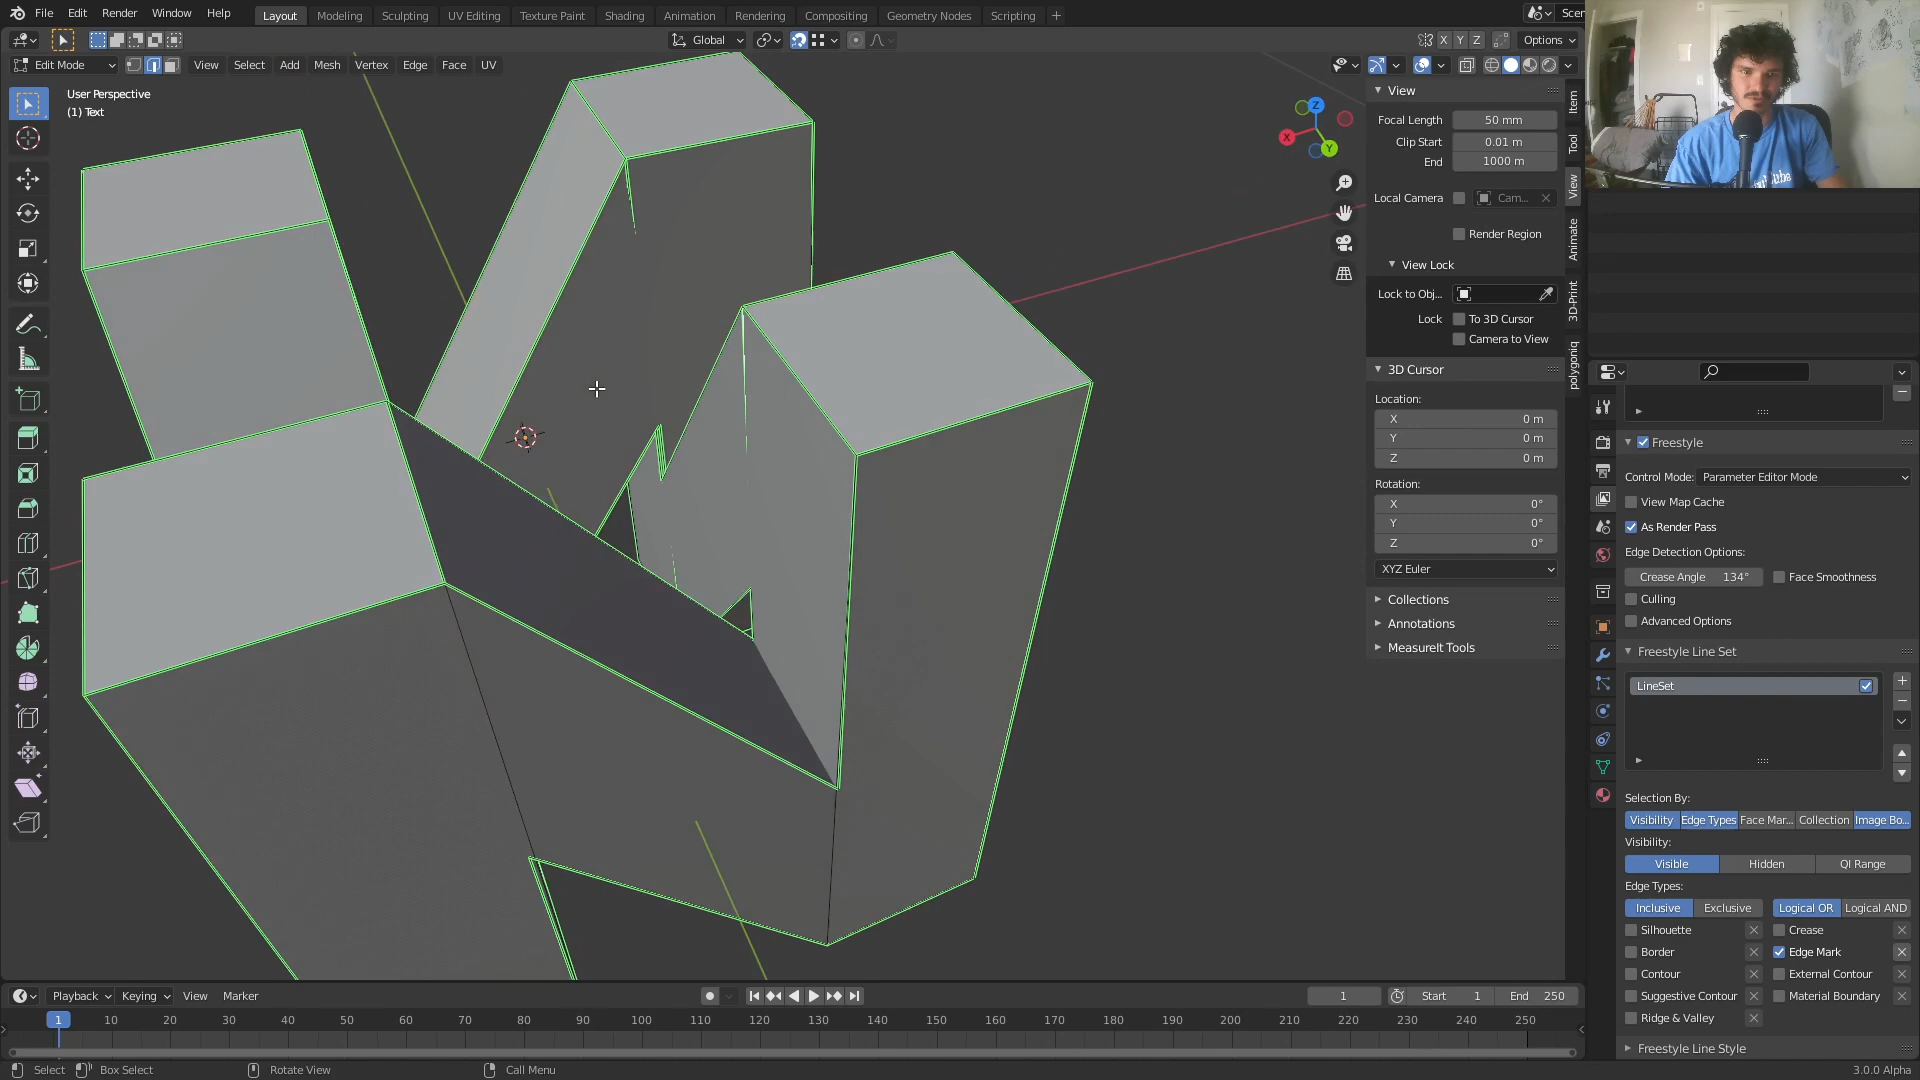 File Edit Render Window Help Layout Modeling Sculpting UV Editing Texture Paint Shading Animation Rendering Compositing Geometry Nodes Scripting + Scen
Global X Y Z Options
Edit Mode View Select Add Mesh Vertex Edge Face UV
User Perspective
(1) Text
Z
X
Y
View
Focal Length 50 mm
Clip Start 0.01 m
End 1000 m
Local Camera Cam...
Render Region
View Lock
Lock to Obj...
Lock To 3D Cursor
Camera to View
3D Cursor
Location:
X 0 m
Y 0 m
Z 0 m
Rotation:
X 0°
Y 0°
Z 0°
XYZ Euler
Collections
Annotations
MeasureIt Tools
Item
Tool
View
Animate
3D-Print
polygoniq
Freestyle
Control Mode: Parameter Editor Mode
View Map Cache
As Render Pass
Edge Detection Options:
Crease Angle 134° Face Smoothness
Culling
Advanced Options
Freestyle Line Set
LineSet
Selection By:
Visibility Edge Types Face Mar... Collection Image Bo...
Visibility:
Visible Hidden QI Range
Edge Types:
Inclusive Exclusive Logical OR Logical AND
Silhouette Crease
Border Edge Mark
Contour External Contour
Suggestive Contour Material Boundary
Ridge & Valley
Freestyle Line Style
Playback Keying View Marker 1 Start 1 End 250
1 10 20 30 40 50 60 70 80 90 100 110 120 130 140 150 160 170 180 190 200 210 220 230 240 250
Select Box Select Rotate View Call Menu 3.0.0 Alpha